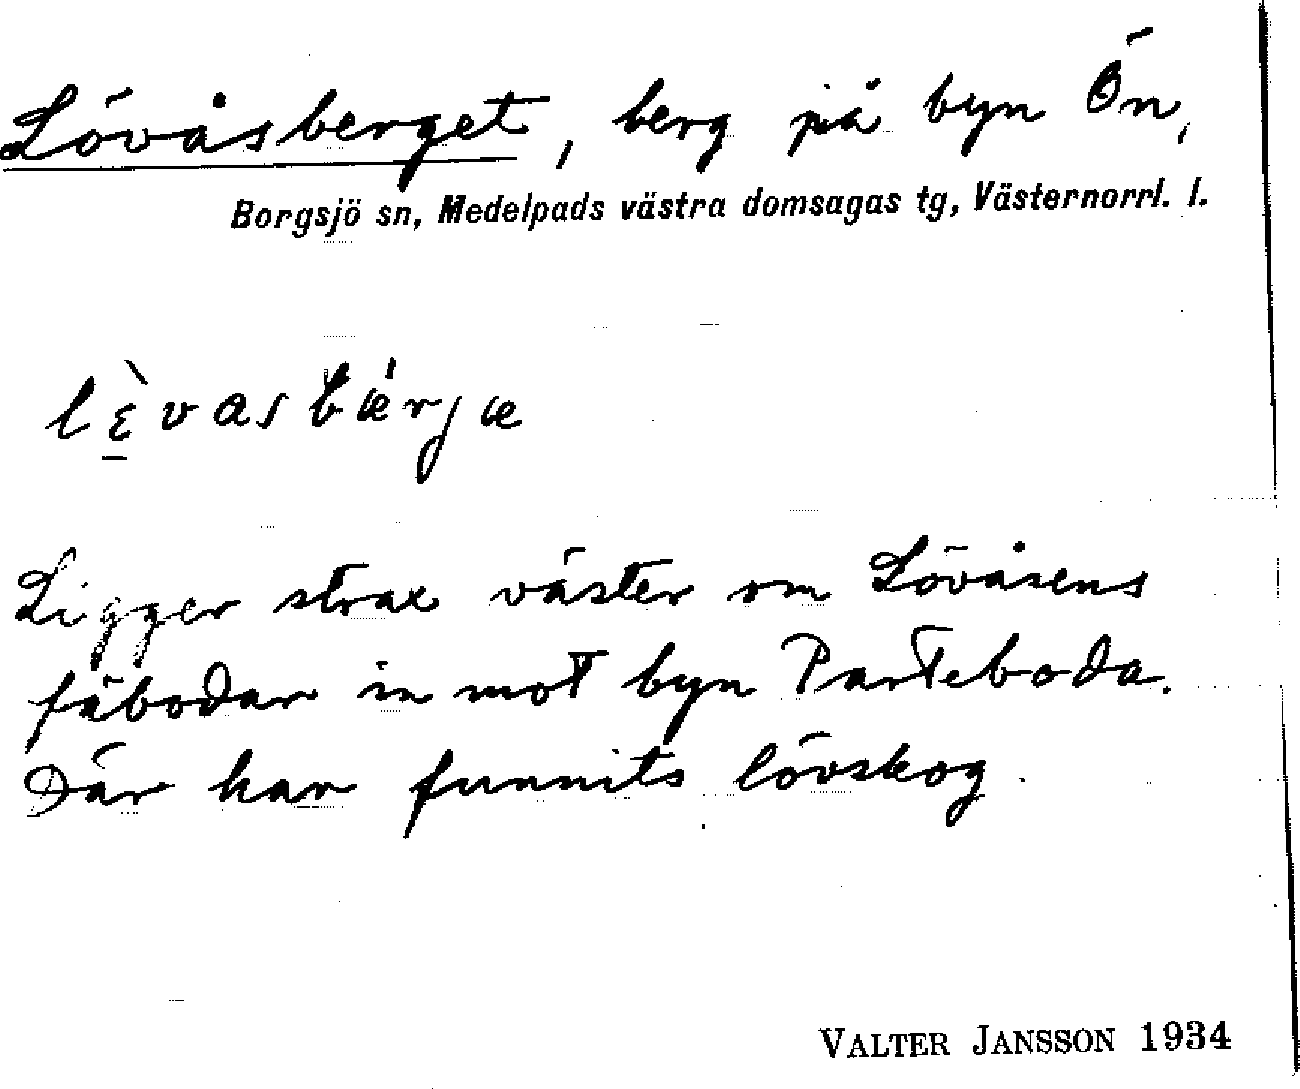 Lövåsberget, berg på byn Ön,
Borgsjö sn, Medelpads västra domsagas tg, Västernorrl. l.
lɛ̀vasbǽrjæ
Ligger strax väster om Lövåsens
fäbodar in mot byn Parteboda.
Där har funnits lövskog.
VALTER JANSSON 1934